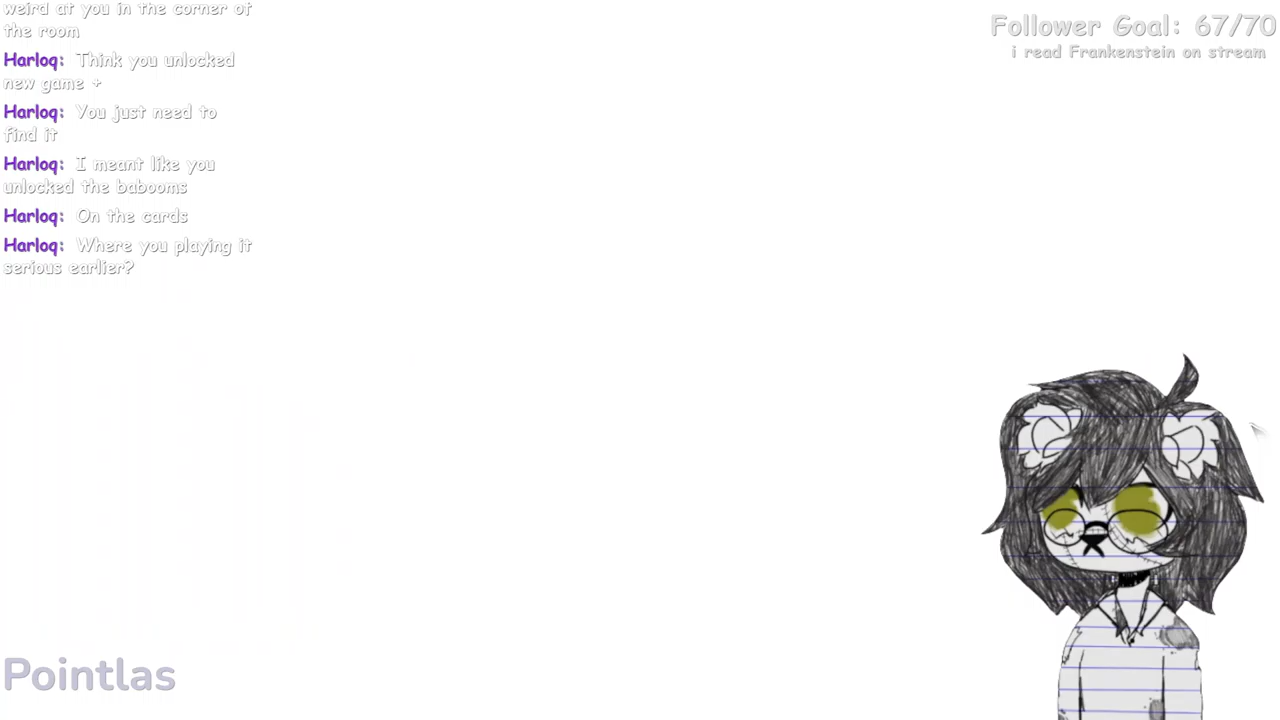 weird at you in the corner of
the room
Harloq: Think you unlocked
new game +
Harloq: You just need to
find it
Harloq: I meant like you
unlocked the babooms
Harloq: On the cards
Harloq: Where you playing it
serious earlier?
Follower Goal: 67/70
i read Frankenstein on stream
Pointlas